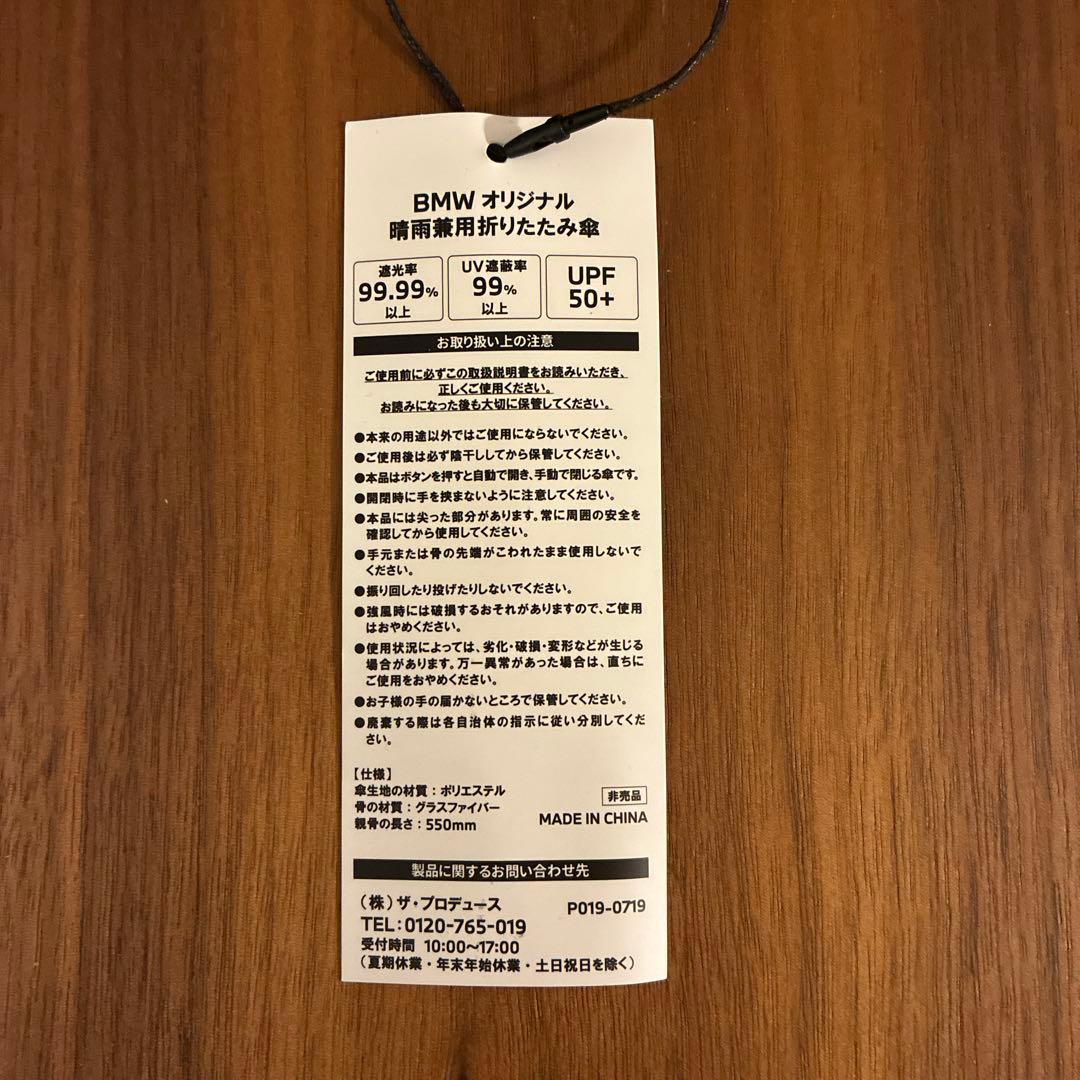 BMW オリジナル
晴雨兼用折りたたみ傘
遮光率
99.99%
以上
UV遮蔽率
99%
以上
UPF
50+
お取り扱い上の注意
ご使用前に必ずこの取扱説明書をお読みいただき、
正しくご使用ください。
お読みになった後も大切に保管してください。
●本来の用途以外ではご使用にならないでください。
●ご使用後は必ず陰干ししてから保管してください。
●本品はボタンを押すと自動で開き、手動で閉じる傘です。
●開閉時に手を挟まないように注意してください。
●本品には尖った部分があります。常に周囲の安全を
確認してから使用してください。
●手元または骨の先端がこわれたまま使用しないで
ください。
●振り回したり投げたりしないでください。
●強風時には破損するおそれがありますので、ご使用
はおやめください。
●使用状況によっては、劣化・破損・変形などが生じる
場合があります。万一異常があった場合は、直ちに
ご使用をおやめください。
●お子様の手の届かないところで保管してください。
●廃棄する際は各自治体の指示に従い分別してくだ
さい。
【仕様】
傘生地の材質：ポリエステル
骨の材質：グラスファイバー
親骨の長さ：550mm
非売品
MADE IN CHINA
製品に関するお問い合わせ先
（株）ザ・プロデュース
P019-0719
TEL：0120-765-019
受付時間 10:00〜17:00
（夏期休業・年末年始休業・土日祝日を除く）